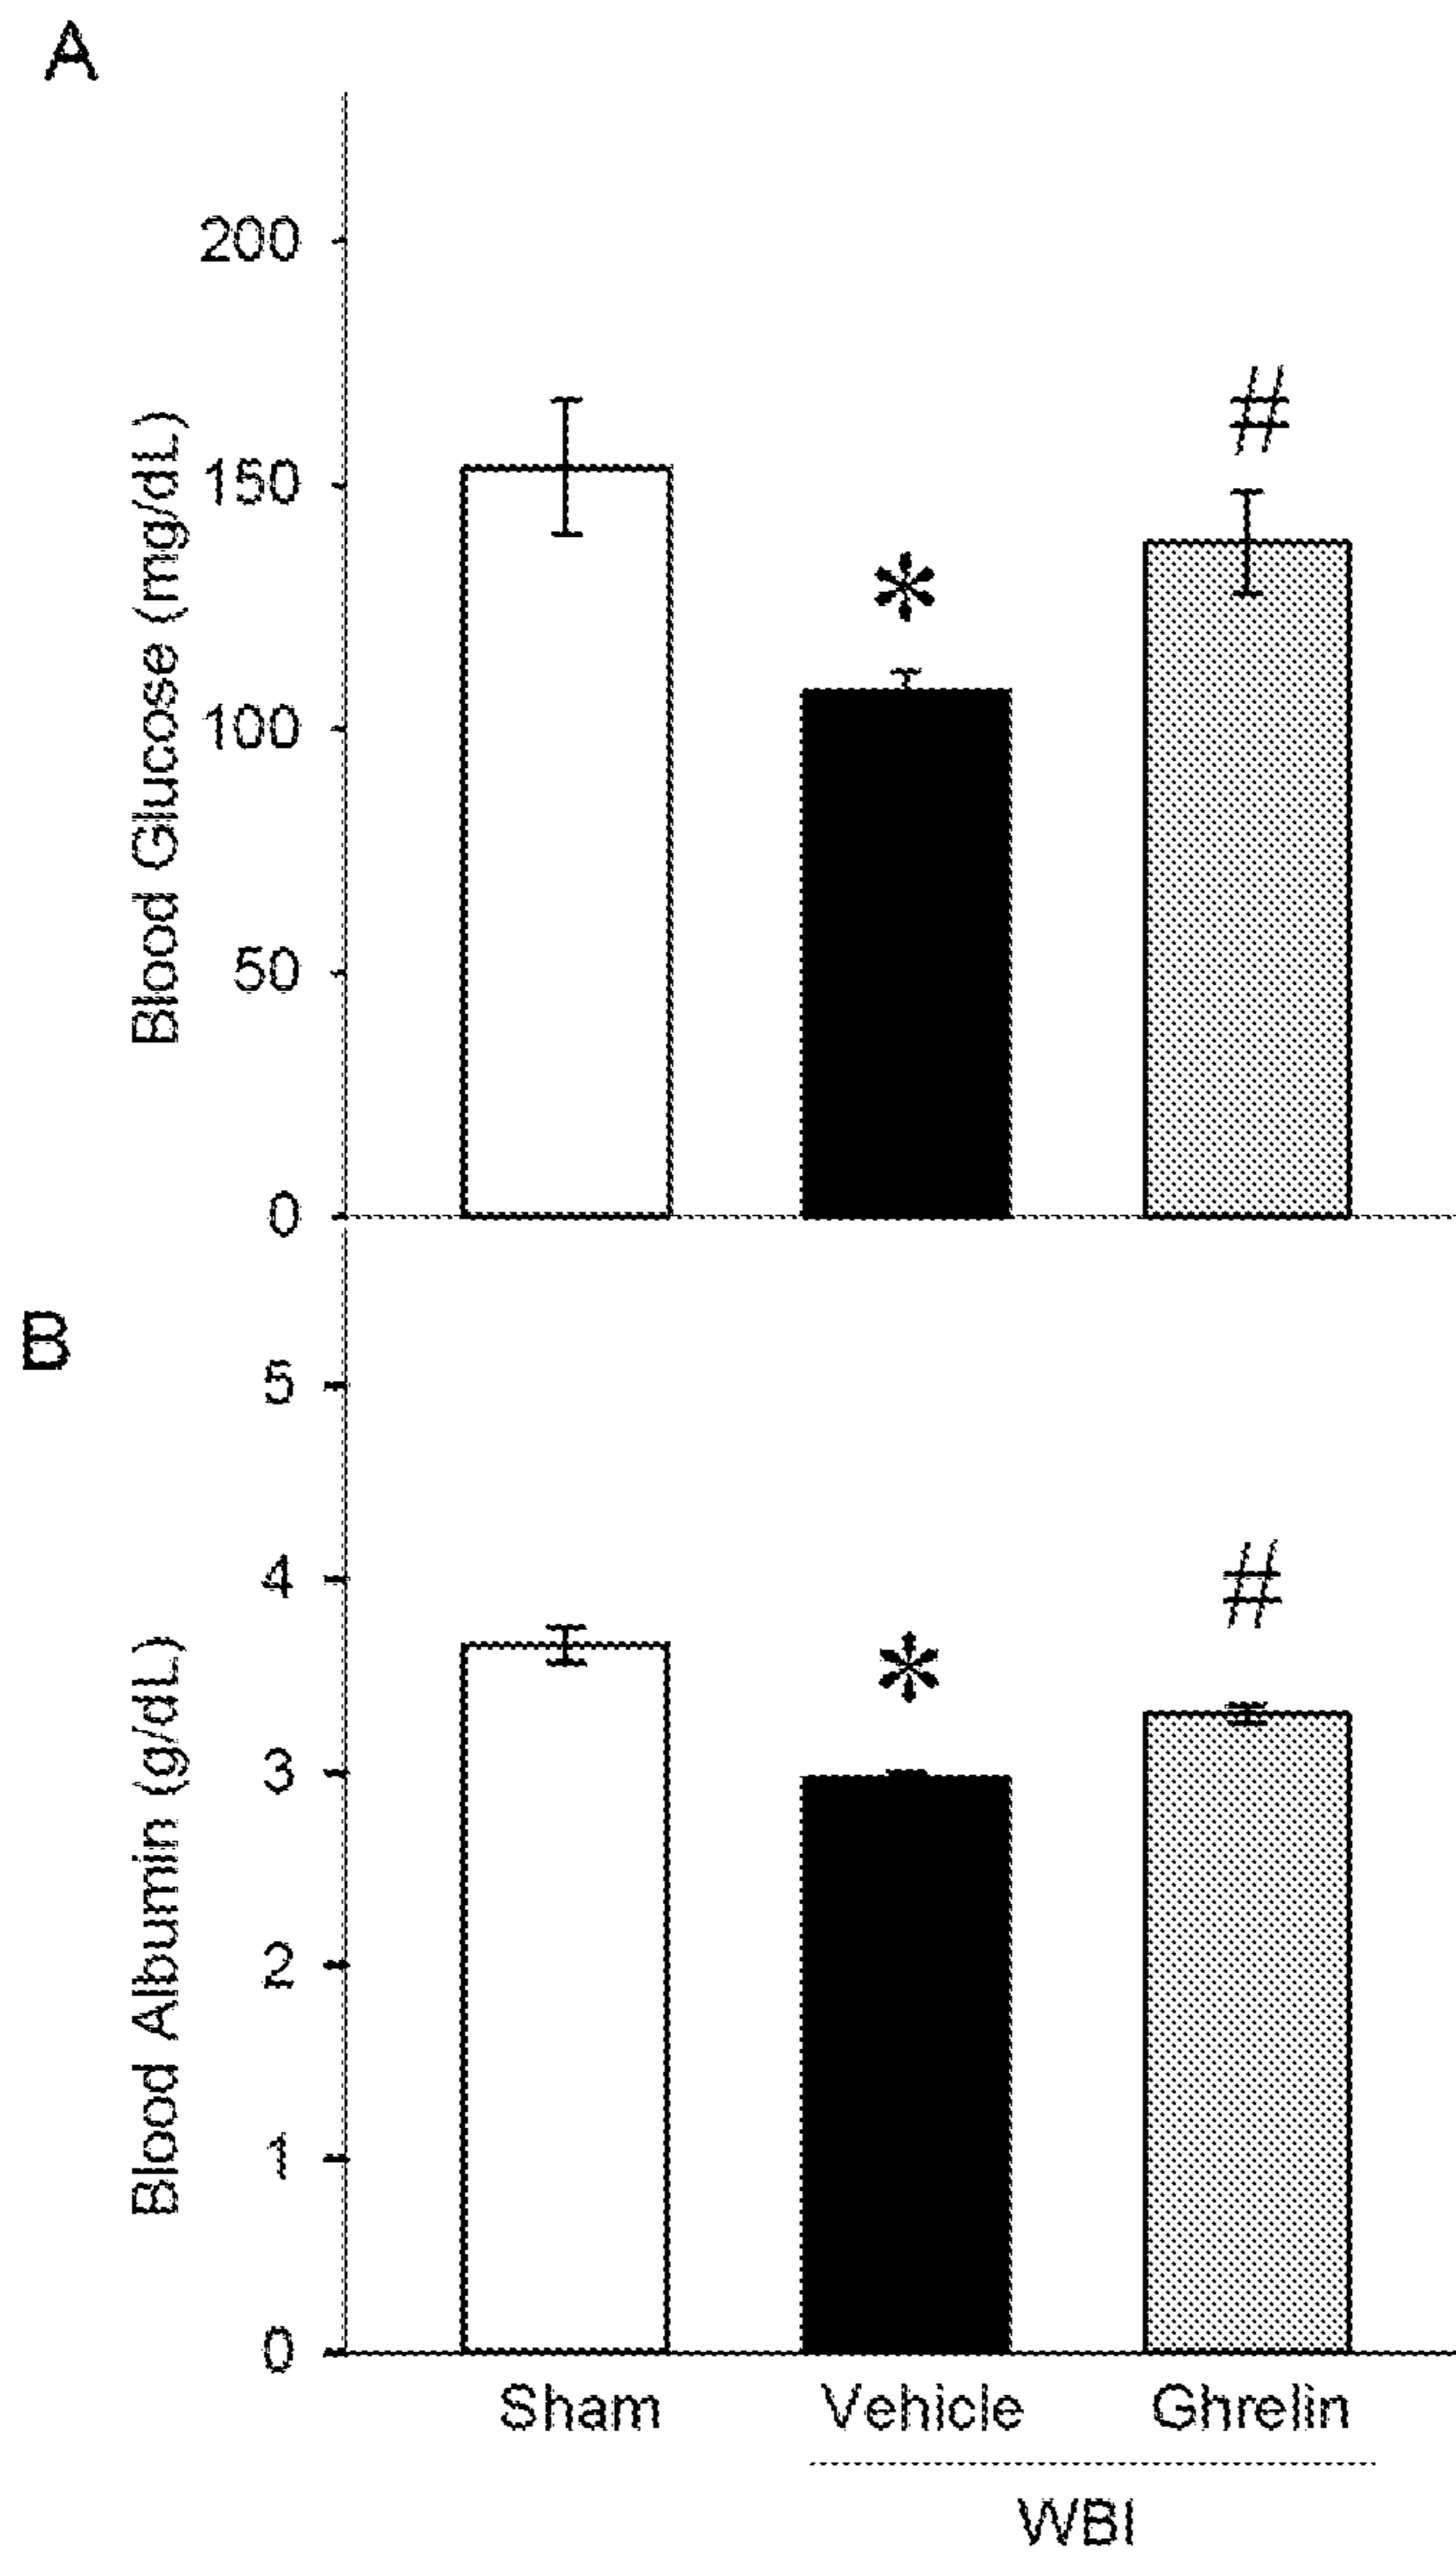 A
Blood Glucose (mg/dL)
200
150
100
50
0
#
*
B
Blood Albumin (g/dL)
5
4
3
2
1
0
#
*
Sham Vehicle Ghrelin
WBI